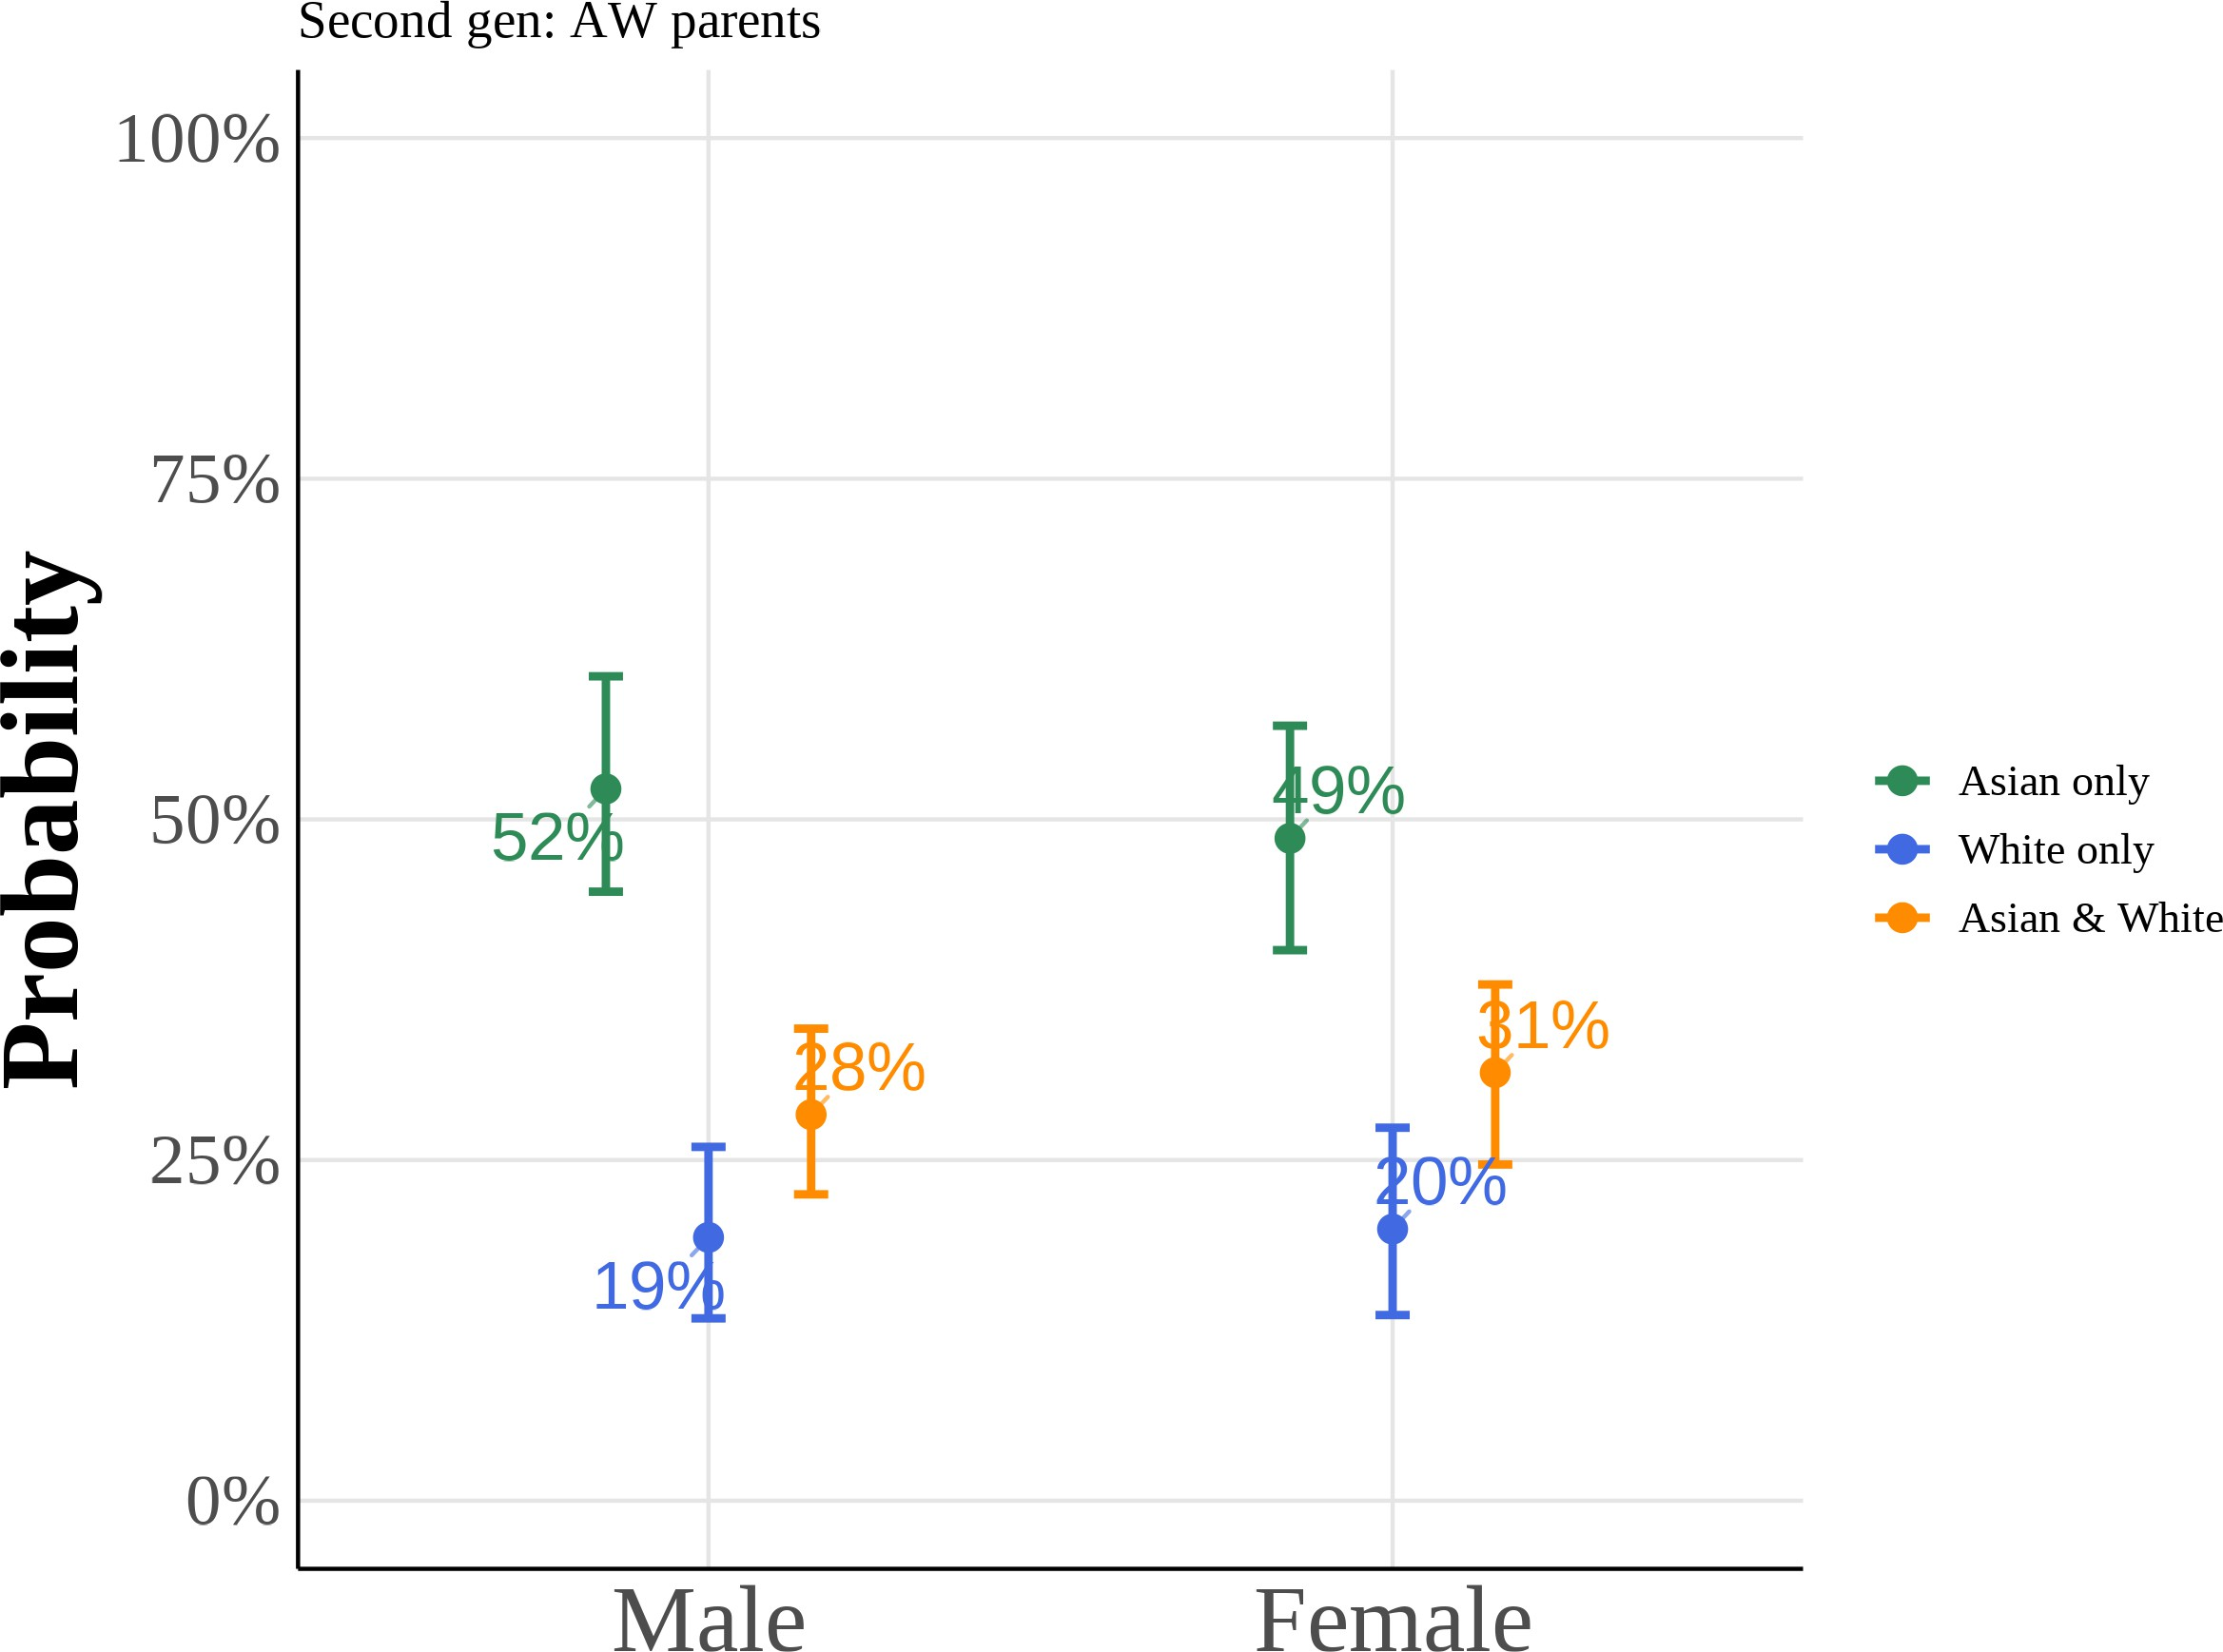 Second gen: AW parents
100%
75%
50%
25%
0%
Probability
52%
49%
28%
31%
19%
20%
Male
Female
Asian only
White only
Asian & White